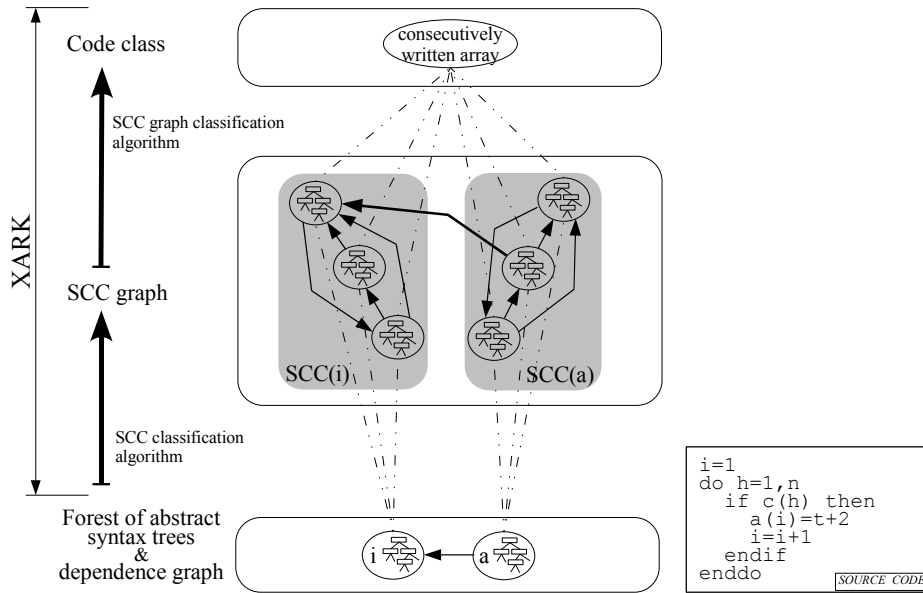 XARK
Code class
SCC graph classification
algorithm
SCC graph
SCC classification
algorithm
Forest of abstract
syntax trees
&
dependence graph
consecutively
written array
SCC(i)
SCC(a)
i
a
i=1
do h=1,n
  if c(h) then
    a(i)=t+2
    i=i+1
  endif
enddo
SOURCE CODE